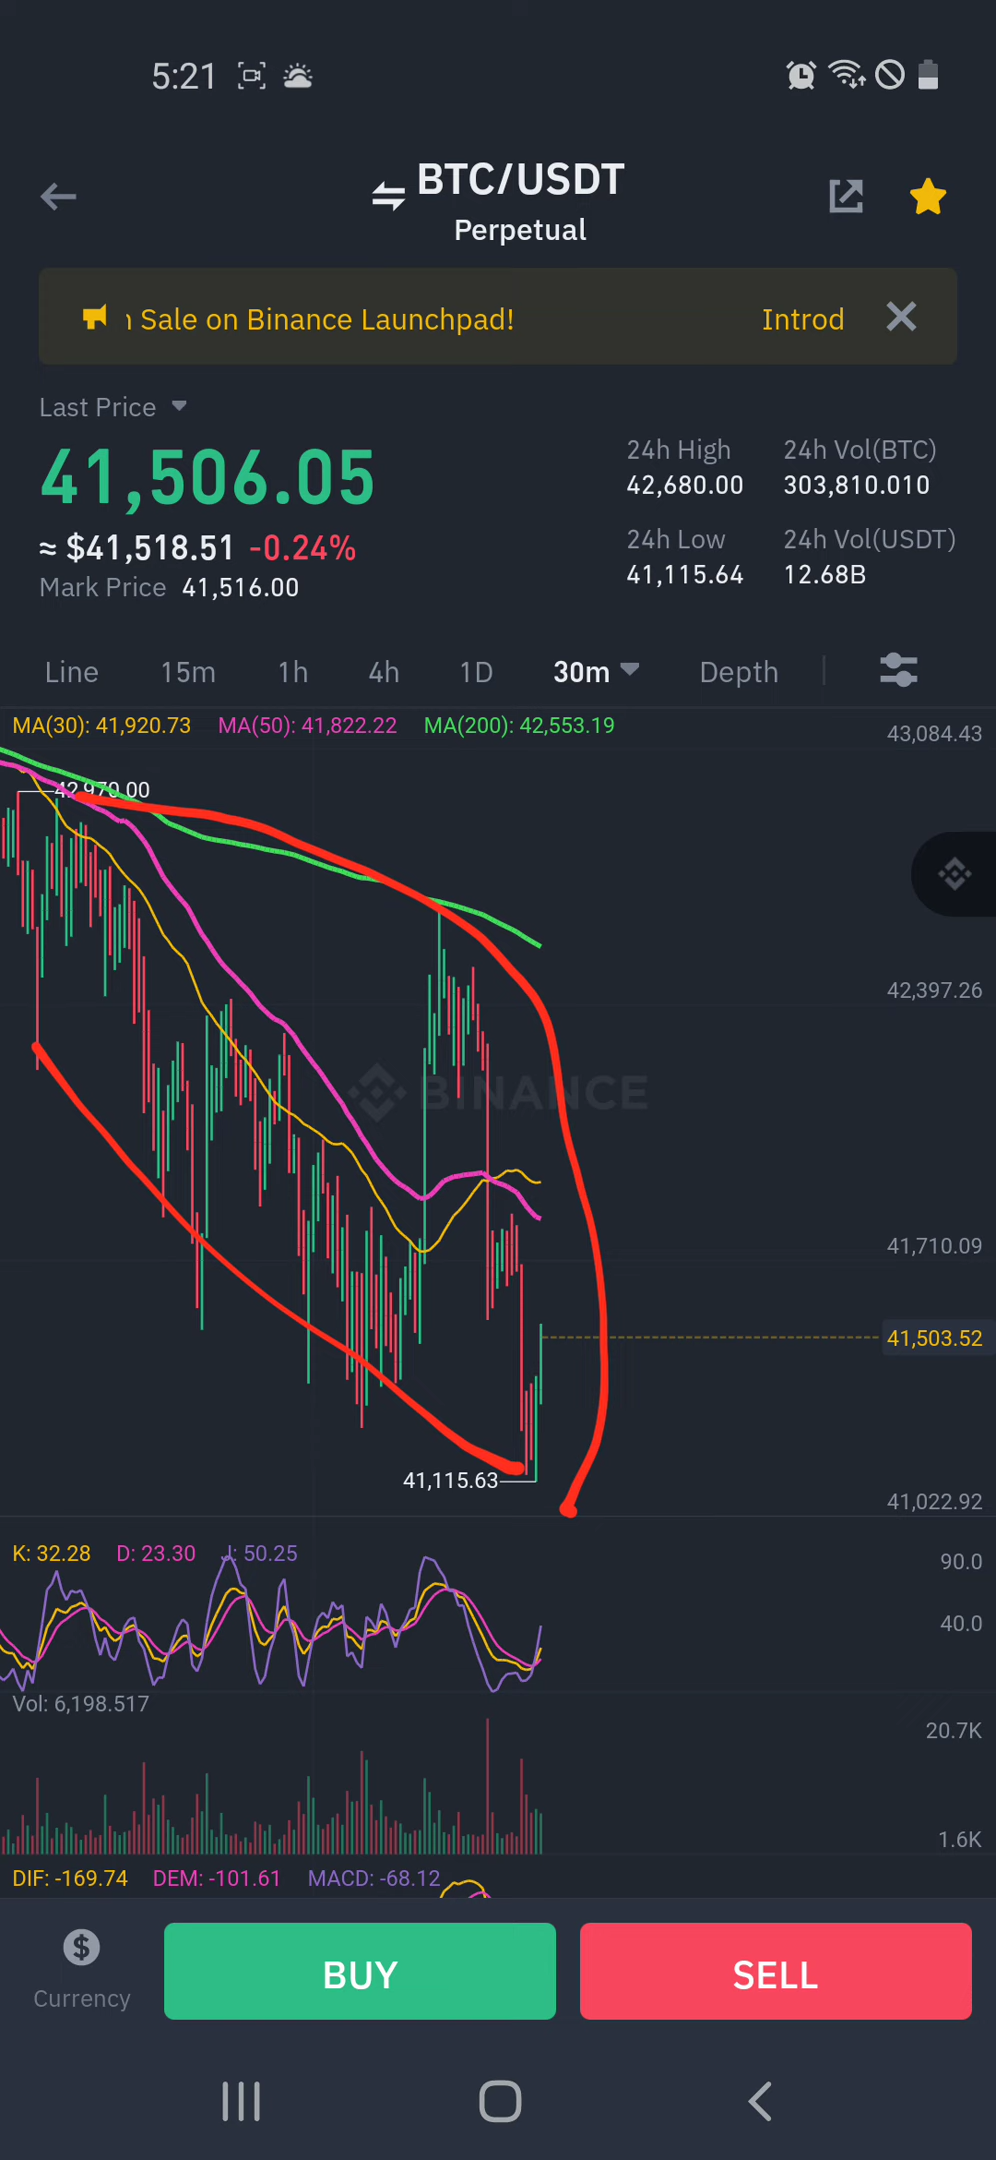 5:21
BTC/USDT
Perpetual
n Sale on Binance Launchpad! Introd
Last Price
41,506.05
≈ $41,518.51 -0.24%
Mark Price 41,516.00
24h High 24h Vol(BTC)
42,680.00 303,810.010
24h Low 24h Vol(USDT)
41,115.64 12.68B
Line 15m 1h 4h 1D 30m Depth
MA(30): 41,920.73 MA(50): 41,822.22 MA(200): 42,553.19
43,084.43
42,970.00
42,397.26
BINANCE
41,710.09
41,503.52
41,115.63
41,022.92
K: 32.28 D: 23.30 J: 50.25
90.0
40.0
Vol: 6,198.517
20.7K
1.6K
DIF: -169.74 DEM: -101.61 MACD: -68.12
Currency
BUY
SELL